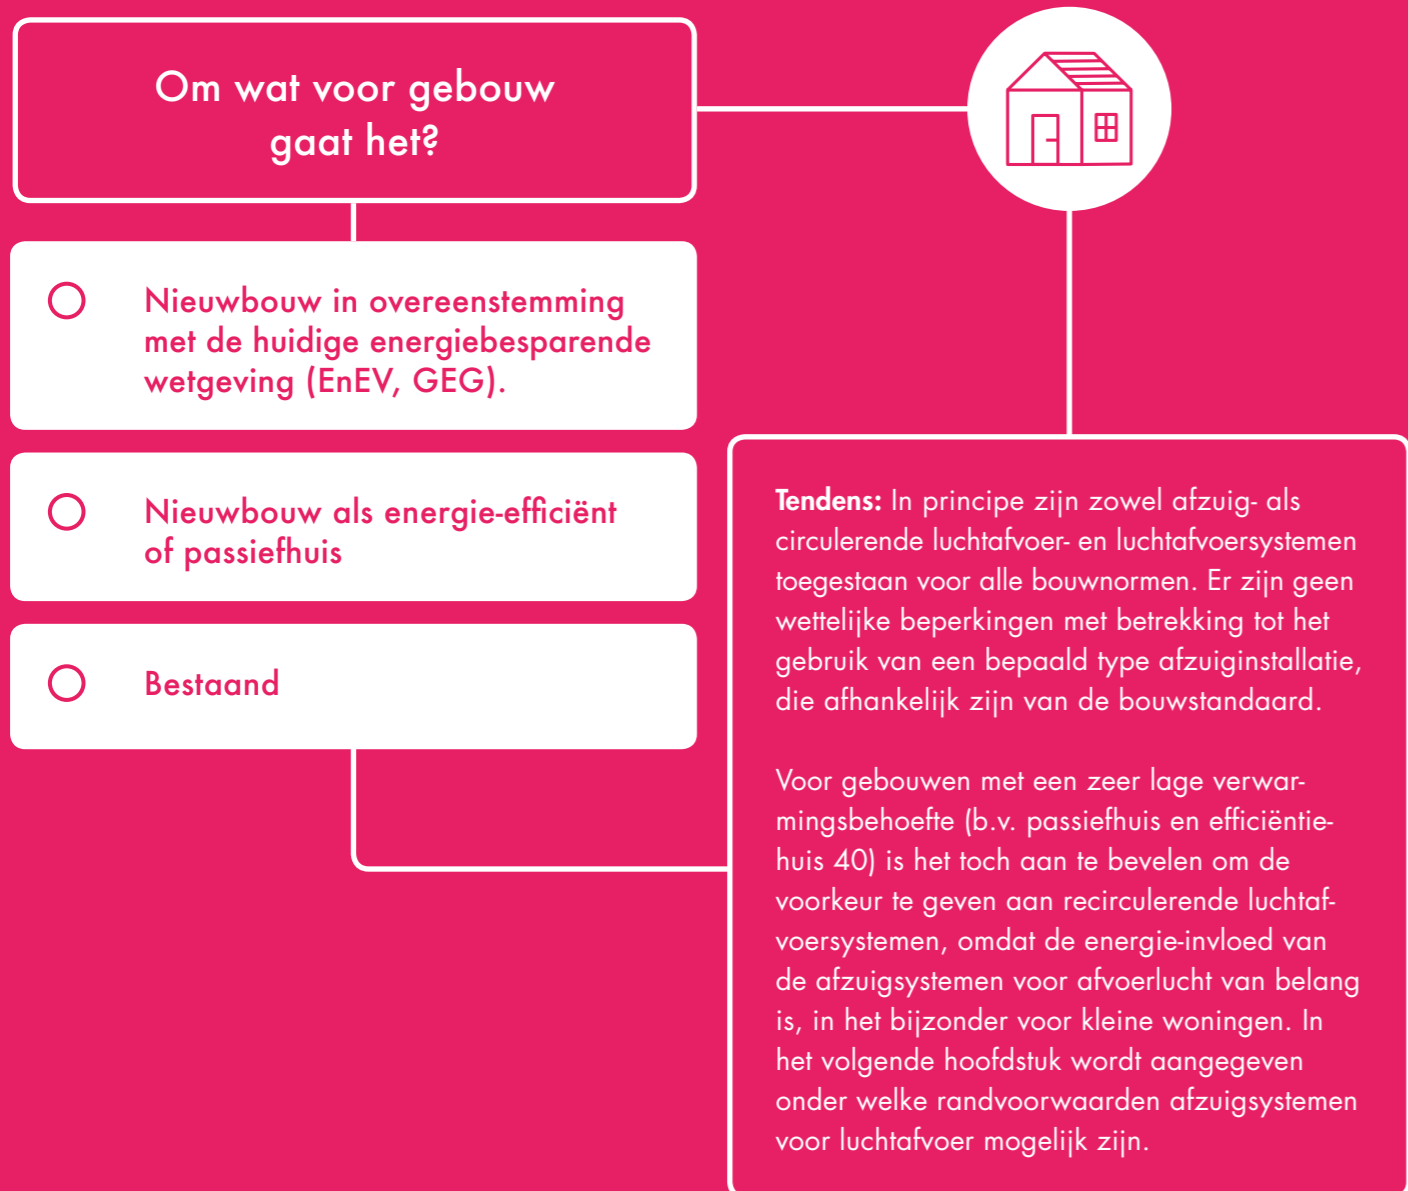 Om wat voor gebouw
gaat het?
Nieuwbouw in overeenstemming
met de huidige energiebesparende
wetgeving (EnEV, GEG).
Nieuwbouw als energie-efficiënt
of passiefhuis
Bestaand
Tendens: In principe zijn zowel afzuig- als
circulerende luchtafvoer- en luchtafvoersystemen
toegestaan voor alle bouwnormen. Er zijn geen
wettelijke beperkingen met betrekking tot het
gebruik van een bepaald type afzuiginstallatie,
die afhankelijk zijn van de bouwstandaard.
Voor gebouwen met een zeer lage verwar-
mingsbehoefte (b.v. passiefhuis en efficiëntie-
huis 40) is het toch aan te bevelen om de
voorkeur te geven aan recirculerende luchtaf-
voersystemen, omdat de energie-invloed van
de afzuigsystemen voor afvoerlucht van belang
is, in het bijzonder voor kleine woningen. In
het volgende hoofdstuk wordt aangegeven
onder welke randvoorwaarden afzuigsystemen
voor luchtafvoer mogelijk zijn.